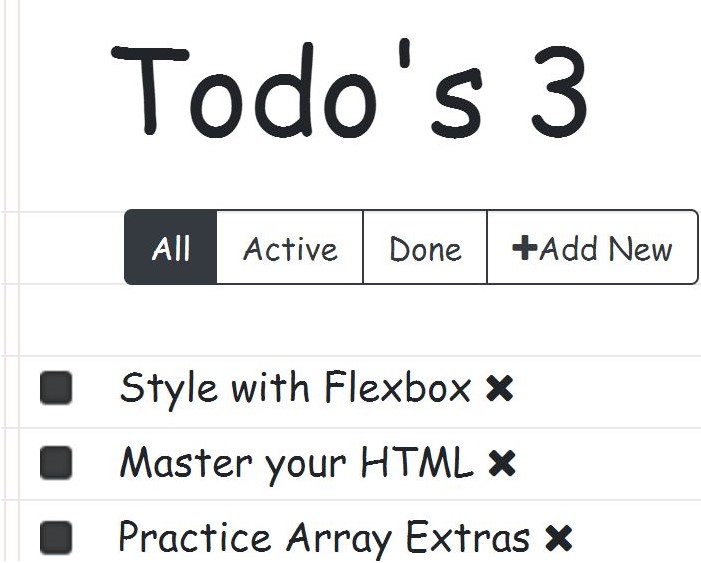 Todo's 3
All Active Done +Add New
Style with Flexbox ✖
Master your HTML ✖
Practice Array Extras ✖